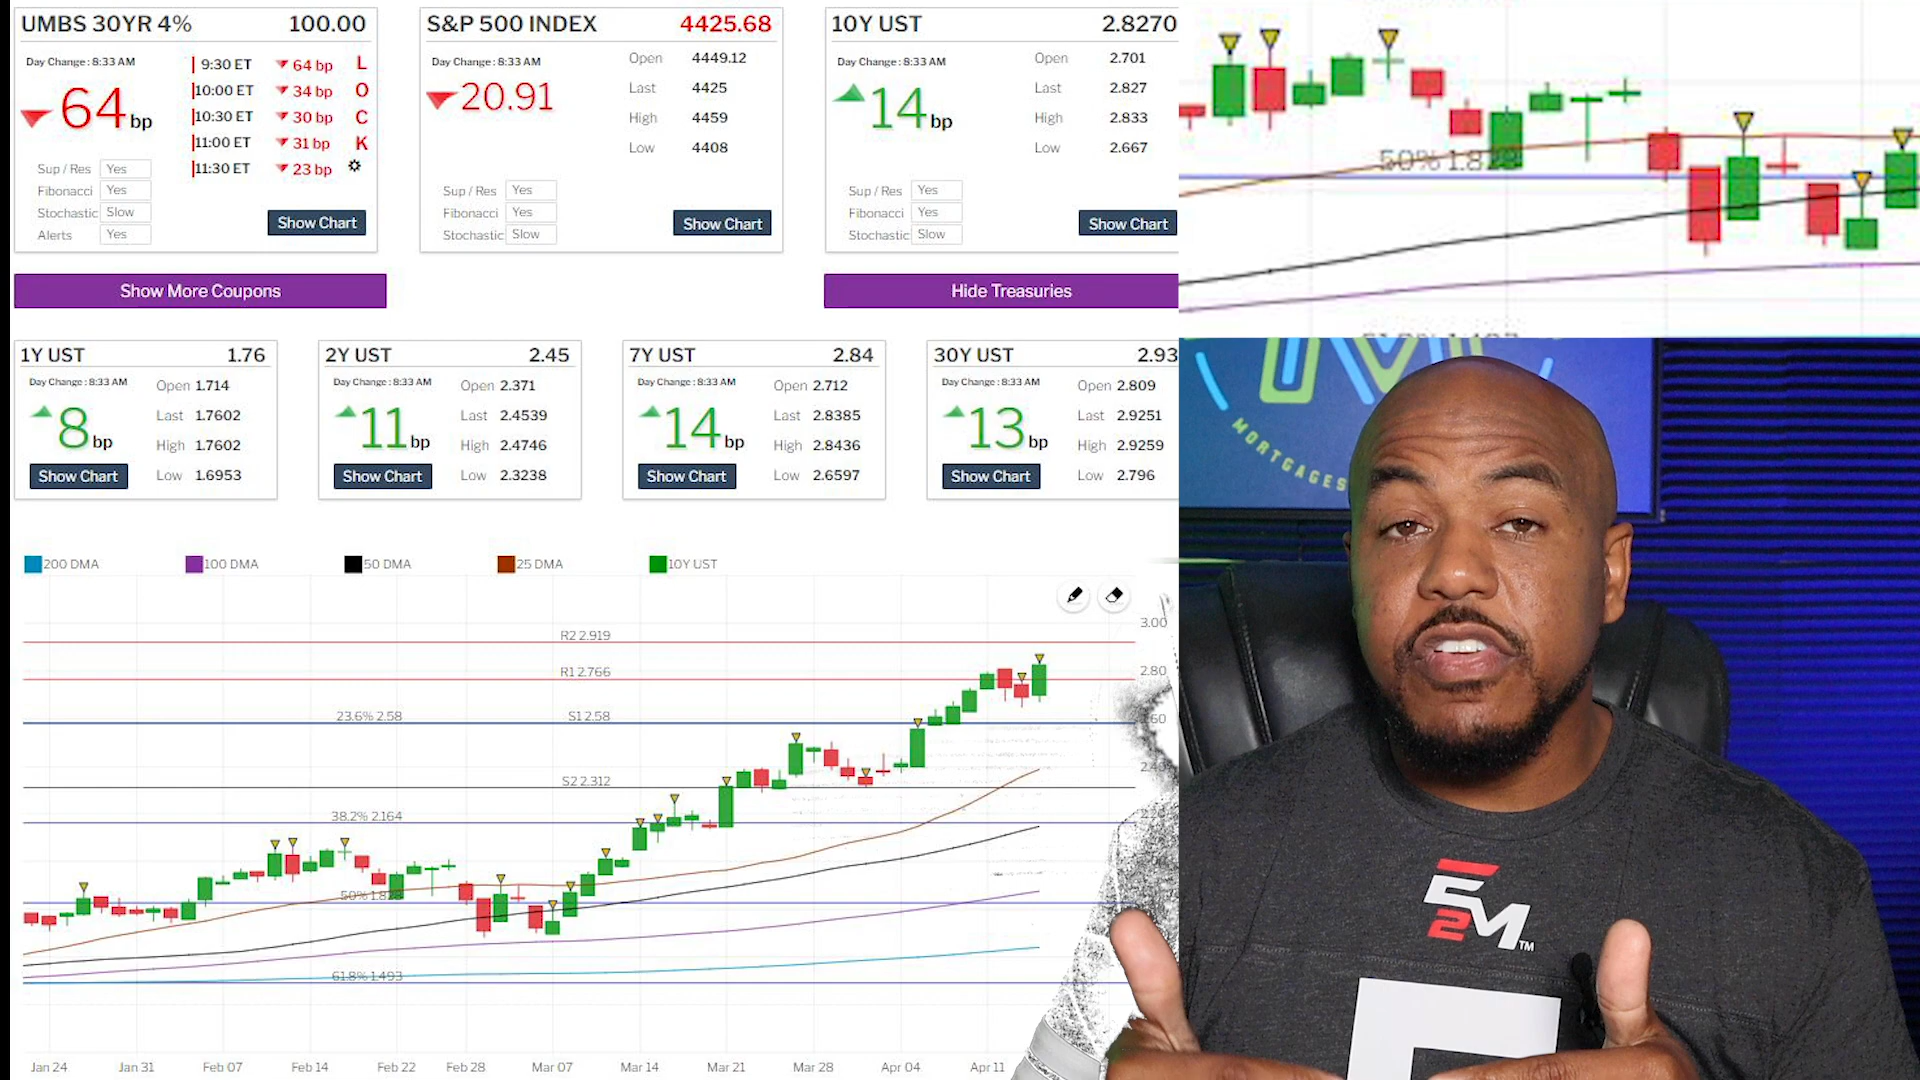 UMBS 30YR 4% 100.00
Day Change : 8:33 AM
64 bp
9:30 ET 64 bp L
10:00 ET 34 bp O
10:30 ET 30 bp C
11:00 ET 31 bp K
11:30 ET 23 bp
Sup / Res Yes
Fibonacci Yes
Stochastic Slow
Alerts Yes
Show Chart
S&P 500 INDEX 4425.68
Day Change : 8:33 AM
20.91
Open 4449.12
Last 4425
High 4459
Low 4408
Sup / Res Yes
Fibonacci Yes
Stochastic Slow
Show Chart
10Y UST 2.8270
Day Change : 8:33 AM
14 bp
Open 2.701
Last 2.827
High 2.833
Low 2.667
Sup / Res Yes
Fibonacci Yes
Stochastic Slow
Show Chart
Show More Coupons
Hide Treasuries
1Y UST 1.76
Day Change : 8:33 AM
8 bp
Open 1.714
Last 1.7602
High 1.7602
Low 1.6953
Show Chart
2Y UST 2.45
Day Change : 8:33 AM
11 bp
Open 2.371
Last 2.4539
High 2.4746
Low 2.3238
Show Chart
7Y UST 2.84
Day Change : 8:33 AM
14 bp
Open 2.712
Last 2.8385
High 2.8436
Low 2.6597
Show Chart
30Y UST 2.93
Day Change : 8:33 AM
13 bp
Open 2.809
Last 2.9251
High 2.9259
Low 2.796
Show Chart
200 DMA 100 DMA 50 DMA 25 DMA 10Y UST
3.00
R2 2.919
R1 2.766
2.80
23.6% 2.58 S1 2.58
S2 2.312
38.2% 2.164
61.8% 1.493
Jan 24 Jan 31 Feb 07 Feb 14 Feb 22 Feb 28 Mar 07 Mar 14 Mar 21 Mar 28 Apr 04 Apr 11
MORTGAGES
E2M TM